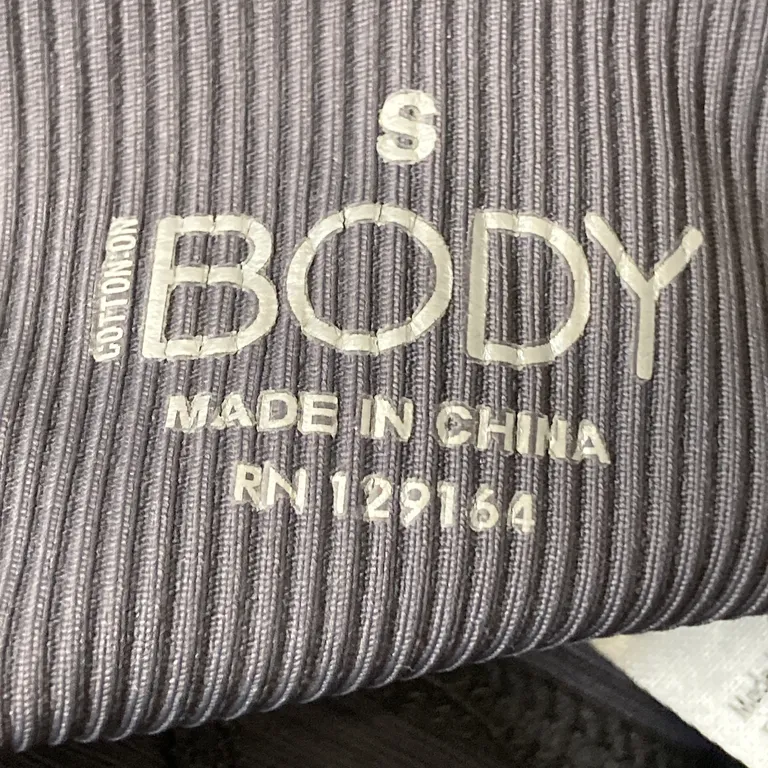 S
COTTON:ON
BODY
MADE IN CHINA
RN 129164